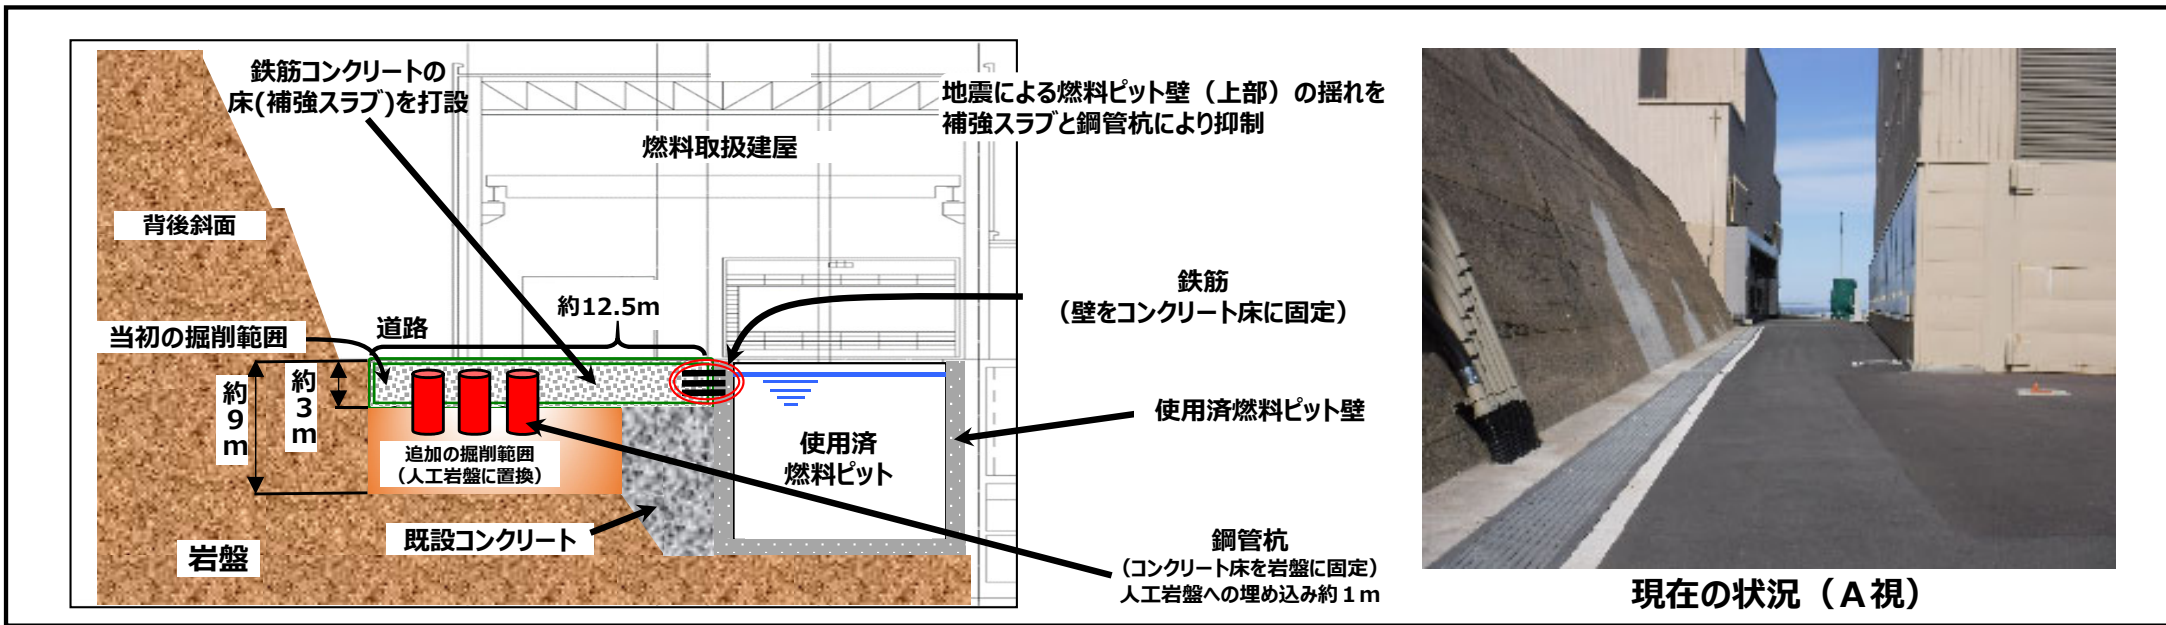 鉄筋コンクリートの
床(補強スラブ)を打設
地震による燃料ピット壁（上部）の揺れを
補強スラブと鋼管杭により抑制
燃料取扱建屋
背後斜面
鉄筋
（壁をコンクリート床に固定）
約12.5m
道路
当初の掘削範囲
約3m
約9m
使用済燃料ピット壁
使用済
燃料ピット
追加の掘削範囲
（人工岩盤に置換）
既設コンクリート
岩盤
鋼管杭
（コンクリート床を岩盤に固定）
人工岩盤への埋め込み約１ｍ
現在の状況（Ａ視）